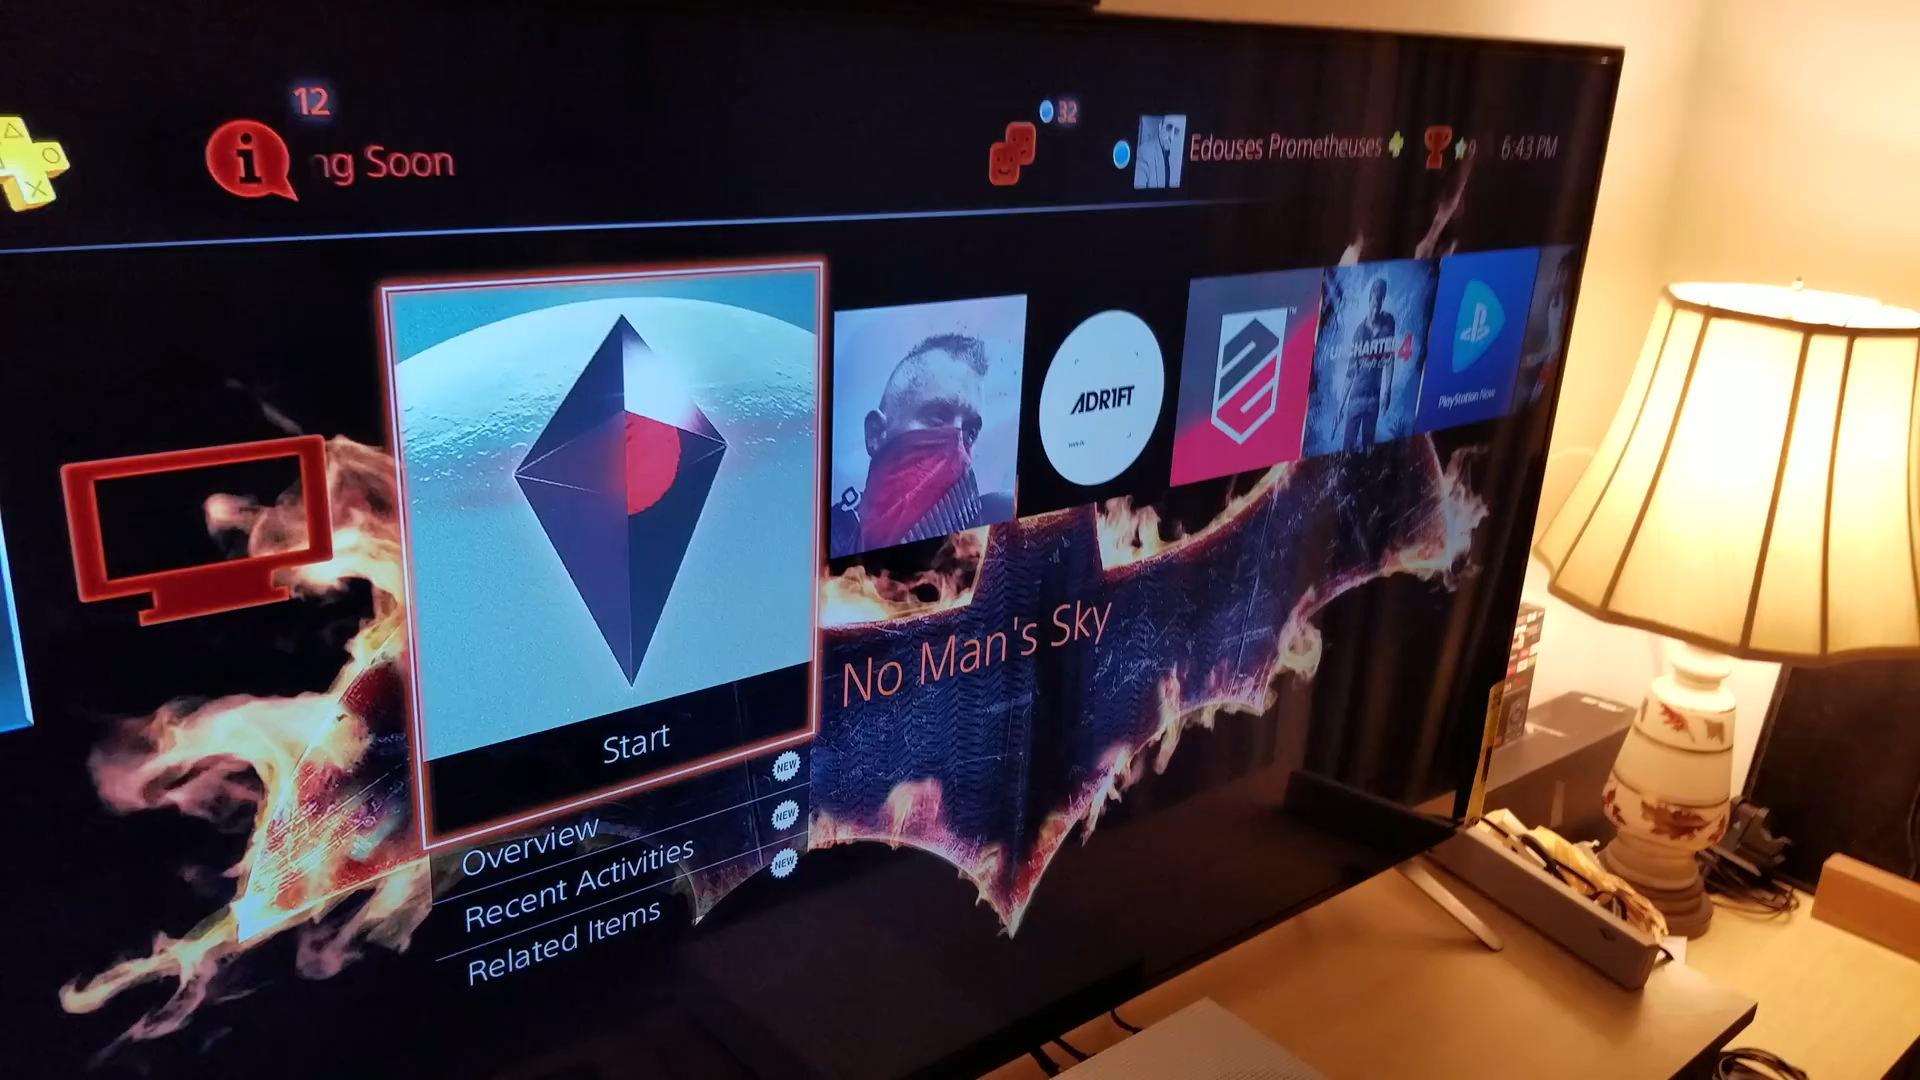 12
ng Soon
32
Edouses Prometheuses
9
6:43 PM
ADR1FT
UNCHARTED 4
PlayStation Now
No Man's Sky
Start
NEW
Overview
NEW
Recent Activities
NEW
Related Items